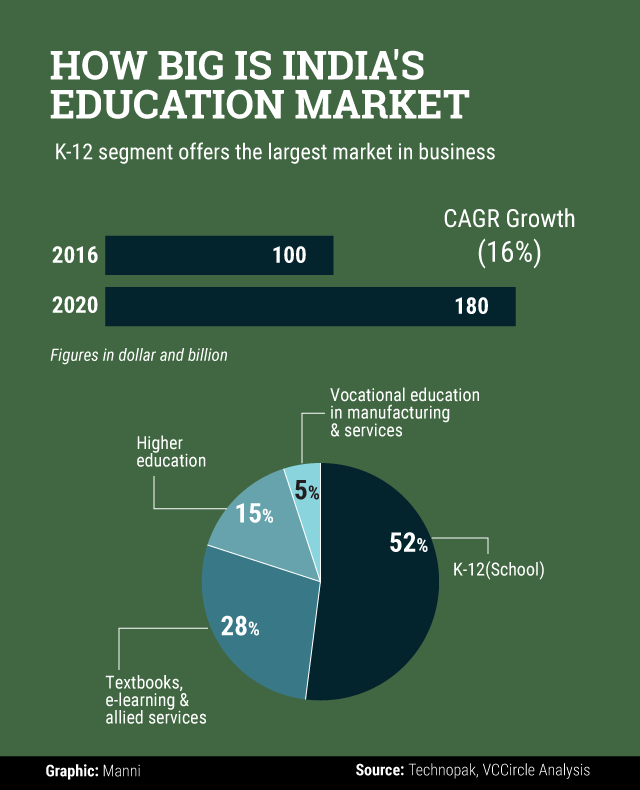 HOW BIG IS INDIA'S
EDUCATION MARKET
K-12 segment offers the largest market in business
CAGR Growth
(16%)
2016 100
2020 180
Figures in dollar and billion
Vocational education
in manufacturing
& services
Higher
education
5%
15%
52%
K-12(School)
28%
Textbooks,
e-learning &
allied services
Graphic: Manni
Source: Technopak, VCCircle Analysis